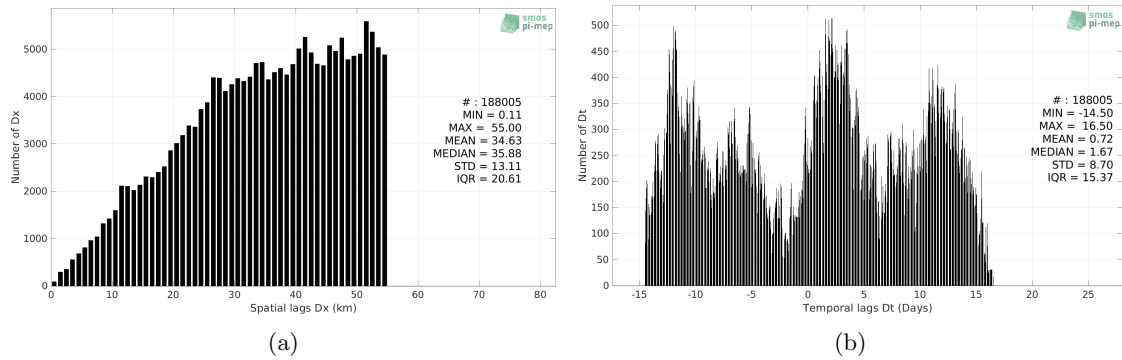 smos
pi-mep
5000
4000
3000
2000
1000
0
Number of Dx
# : 188005
MIN = 0.11
MAX = 55.00
MEAN = 34.63
MEDIAN = 35.88
STD = 13.11
IQR = 20.61
0 10 20 30 40 50 60 70 80
Spatial lags Dx (km)
(a)
smos
pi-mep
500
450
400
350
300
250
200
150
100
50
0
Number of Dt
# : 188005
MIN = -14.50
MAX = 16.50
MEAN = 0.72
MEDIAN = 1.67
STD = 8.70
IQR = 15.37
-15 -10 -5 0 5 10 15 20 25
Temporal lags Dt (Days)
(b)